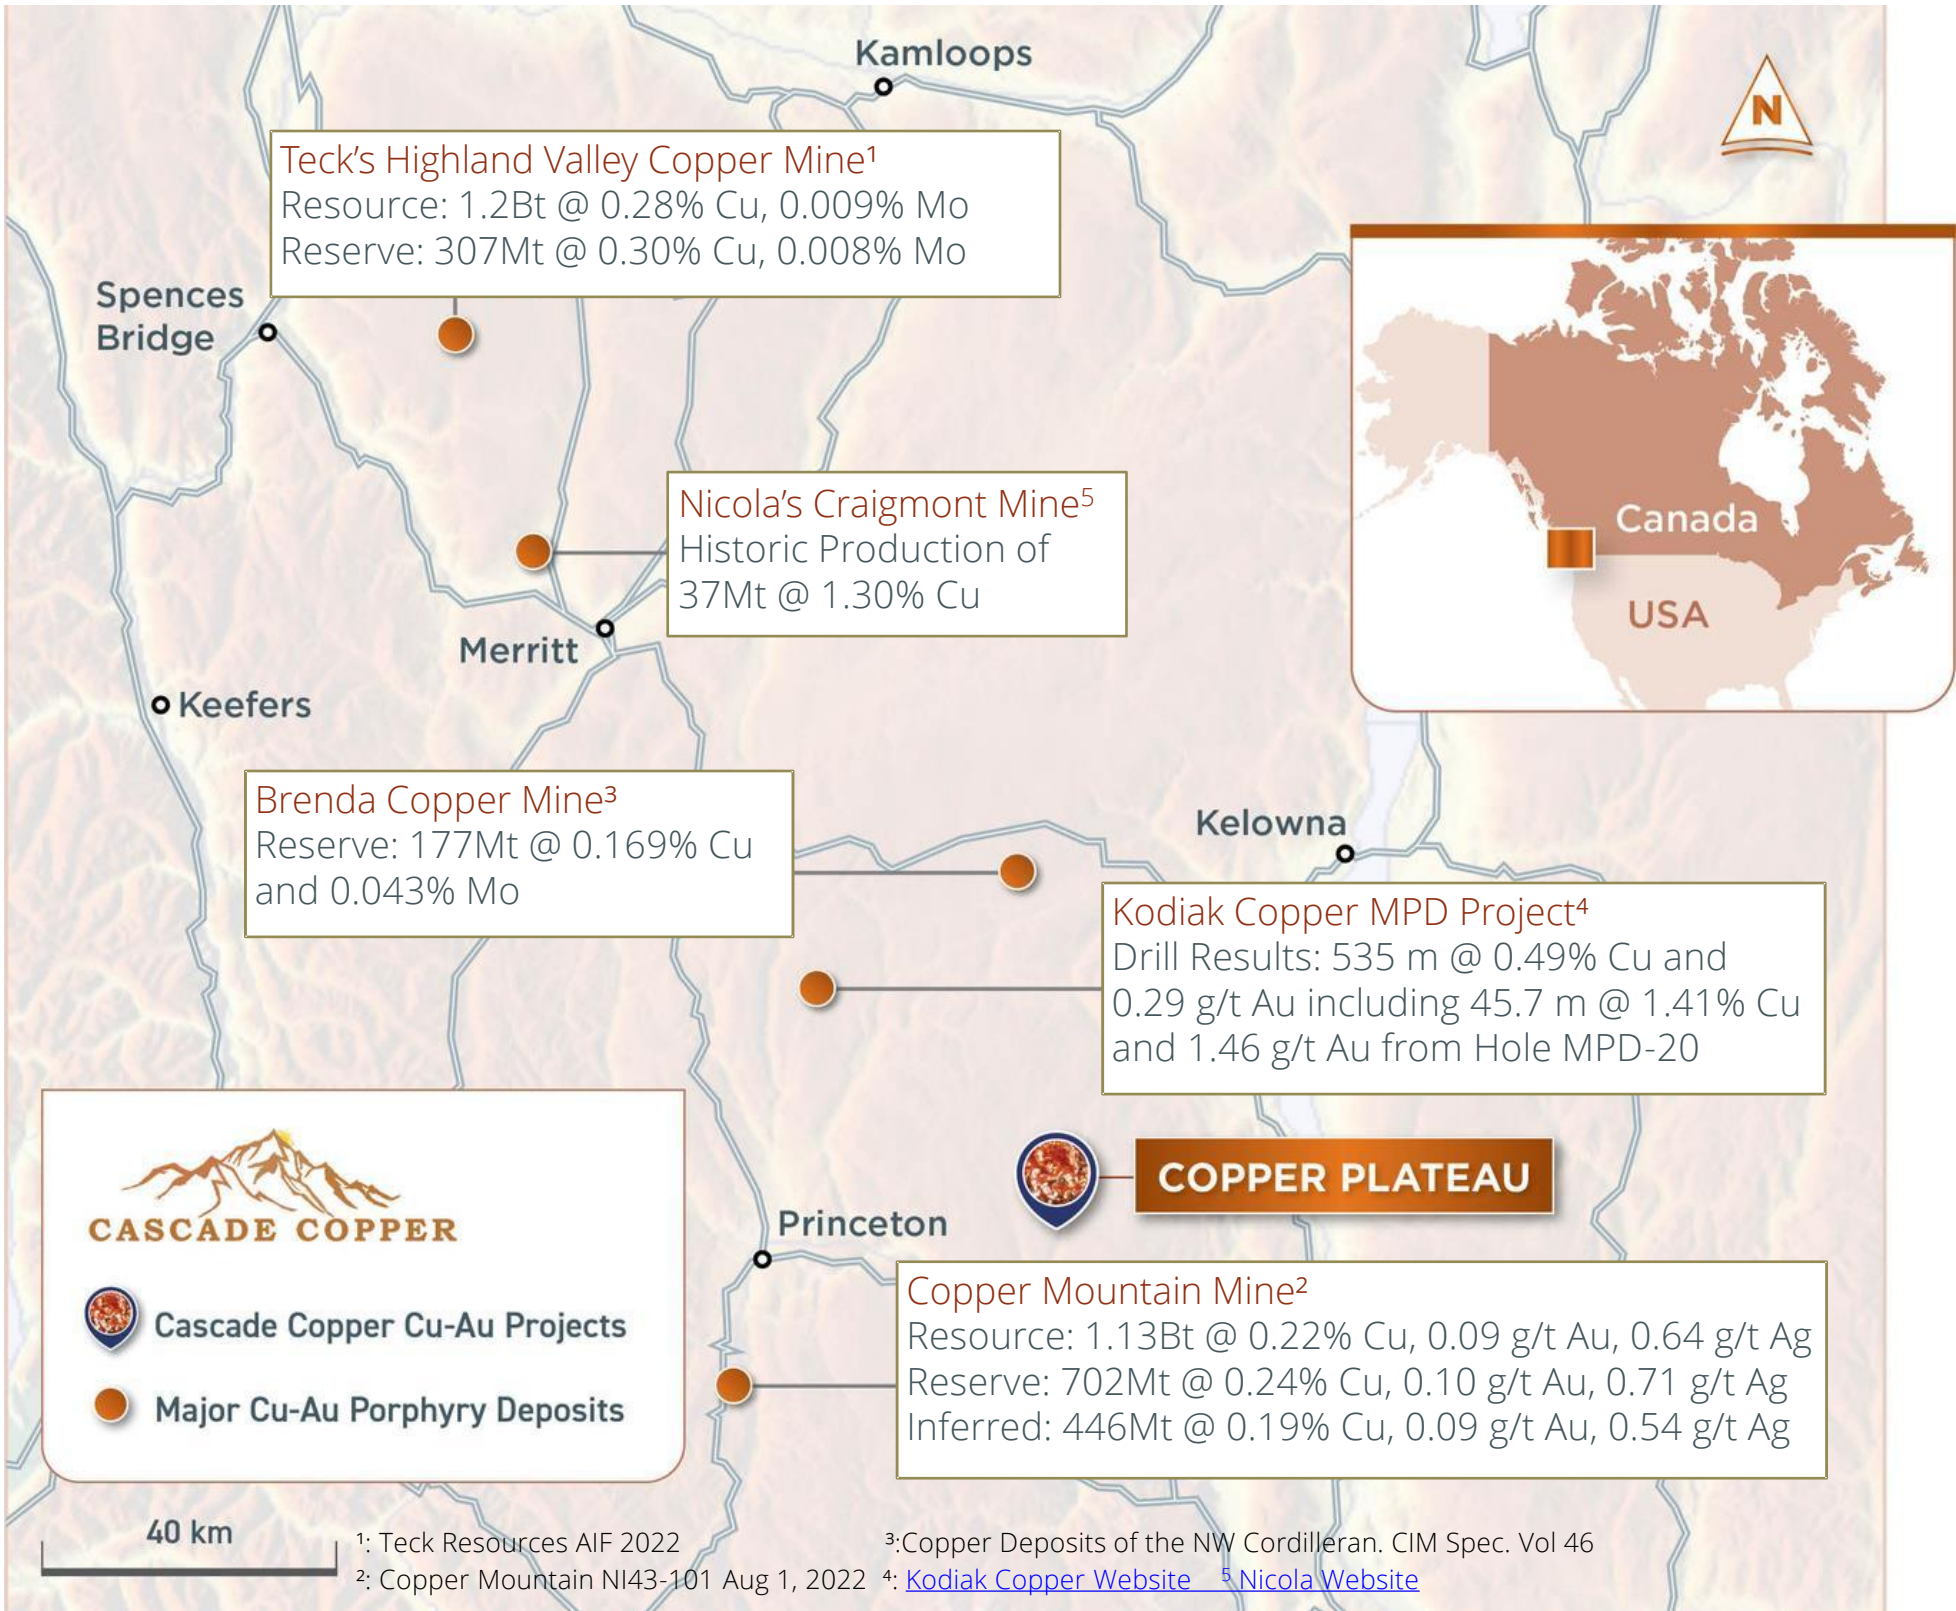 Kamloops
N
Teck's Highland Valley Copper Mine¹
Resource: 1.2Bt @ 0.28% Cu, 0.009% Mo
Reserve: 307Mt @ 0.30% Cu, 0.008% Mo
Spences
Bridge
Canada
USA
Nicola's Craigmont Mine⁵
Historic Production of
37Mt @ 1.30% Cu
Merritt
Keefers
Brenda Copper Mine³
Reserve: 177Mt @ 0.169% Cu
and 0.043% Mo
Kelowna
Kodiak Copper MPD Project⁴
Drill Results: 535 m @ 0.49% Cu and
0.29 g/t Au including 45.7 m @ 1.41% Cu
and 1.46 g/t Au from Hole MPD-20
COPPER PLATEAU
Princeton
Copper Mountain Mine²
Resource: 1.13Bt @ 0.22% Cu, 0.09 g/t Au, 0.64 g/t Ag
Reserve: 702Mt @ 0.24% Cu, 0.10 g/t Au, 0.71 g/t Ag
Inferred: 446Mt @ 0.19% Cu, 0.09 g/t Au, 0.54 g/t Ag
CASCADE COPPER
Cascade Copper Cu-Au Projects
Major Cu-Au Porphyry Deposits
40 km
¹: Teck Resources AIF 2022
³:Copper Deposits of the NW Cordilleran. CIM Spec. Vol 46
²: Copper Mountain NI43-101 Aug 1, 2022
⁴: Kodiak Copper Website ⁵ Nicola Website